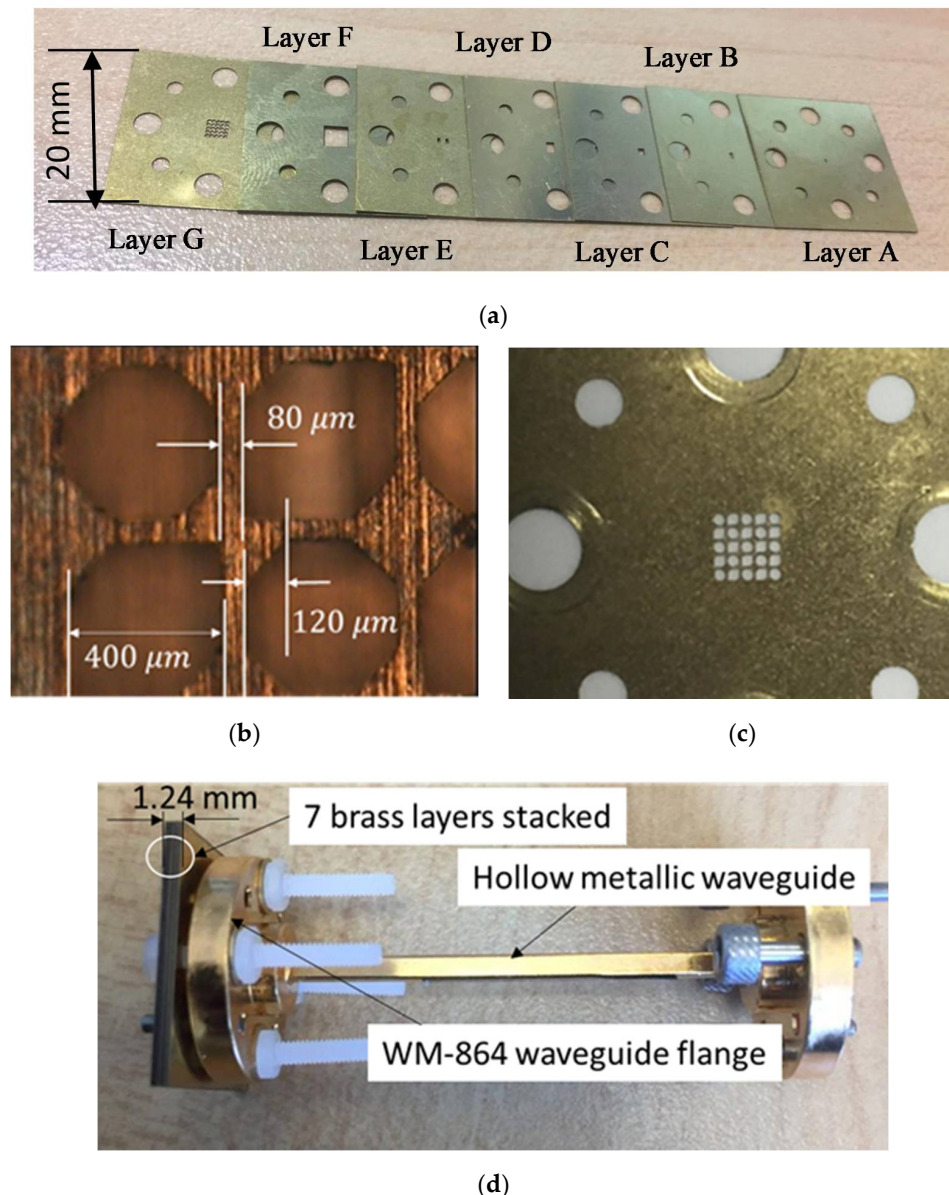 Layer F
Layer D
Layer B
20 mm
Layer G
Layer E
Layer C
Layer A
(a)
80 μm
120 μm
400 μm
(b)
(c)
1.24 mm
7 brass layers stacked
Hollow metallic waveguide
WM-864 waveguide flange
(d)